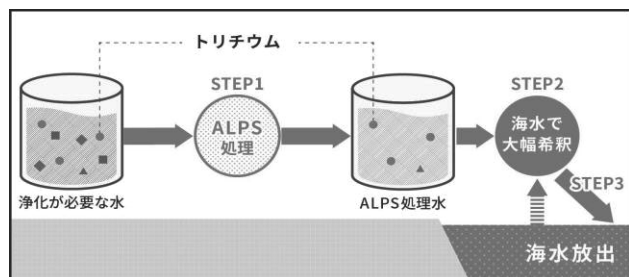 トリチウム
STEP1
ALPS
処理
STEP2
海水で
大幅希釈
STEP3
浄化が必要な水
ALPS処理水
海水放出